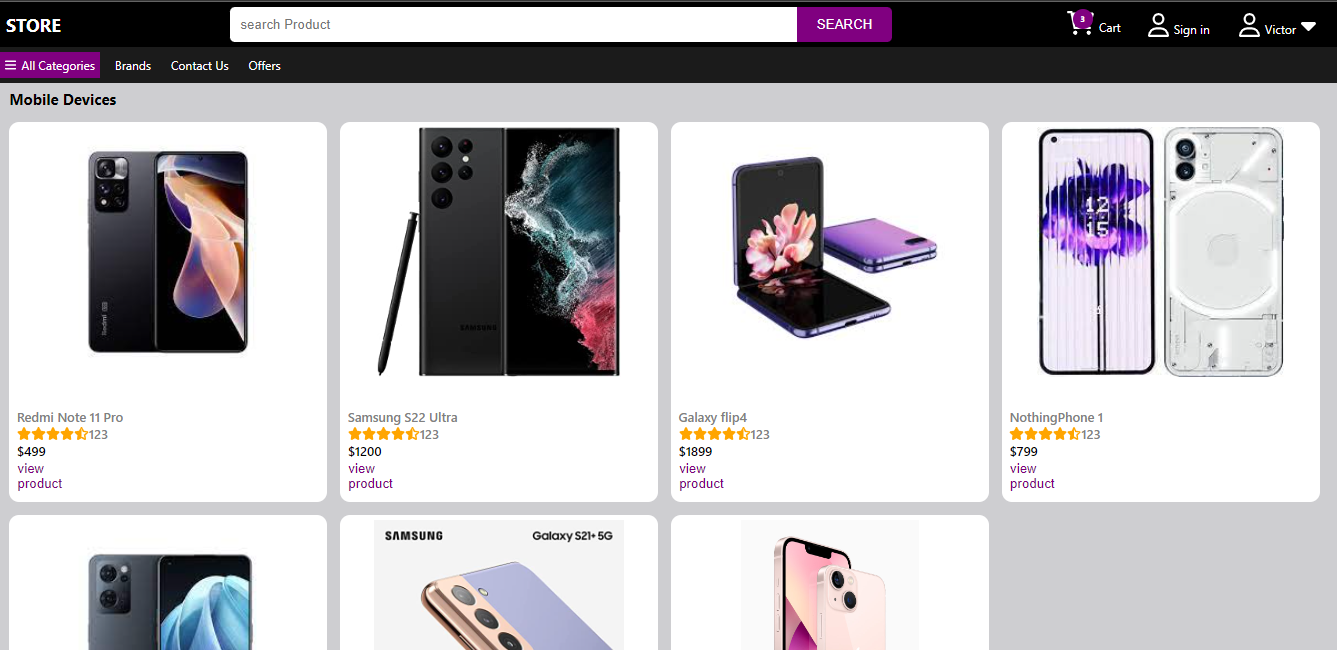 STORE
search Product
SEARCH
3
Cart
Sign in
Victor
All Categories
Brands
Contact Us
Offers
Mobile Devices
Redmi
SAMSUNG
12
15
Redmi Note 11 Pro
123
$499
view
product
Samsung S22 Ultra
123
$1200
view
product
Galaxy flip4
123
$1899
view
product
NothingPhone 1
123
$799
view
product
SAMSUNG
Galaxy S21+ 5G